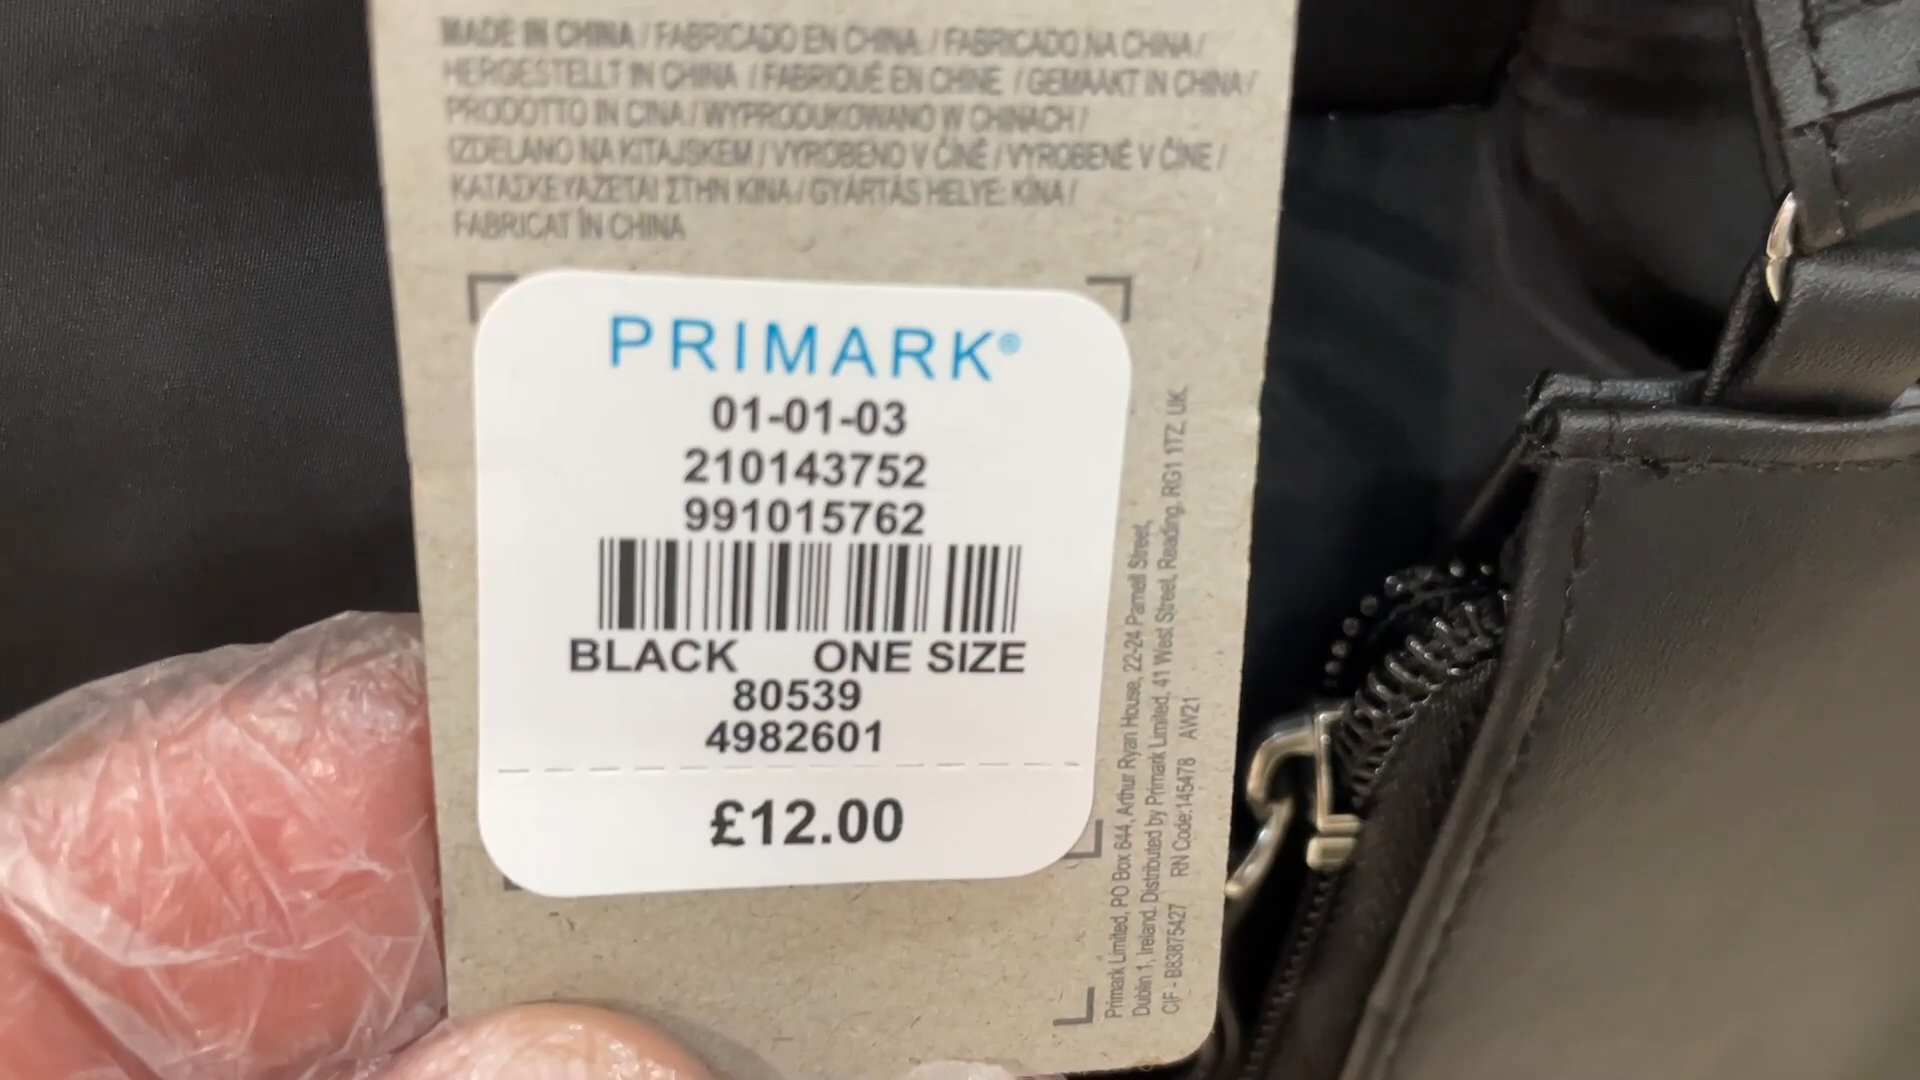 MADE IN CHINA / FABRICADO EN CHINA / FABRICADO NA CHINA /
HERGESTELLT IN CHINA / FABRIQUÉ EN CHINE / GEMAAKT IN CHINA /
PRODOTTO IN CINA / WYPRODUKOWANO W CHINACH /
IZDELANO NA KITAJSKEM / VYROBENO V ČÍNĚ / VYROBENÉ V ČÍNE /
ΚΑΤΑΣΚΕΥΑΖΕΤΑΙ ΣΤΗΝ ΚΙΝΑ / GYÁRTÁS HELYE: KÍNA /
FABRICAT ÎN CHINA
PRIMARK®
01-01-03
210143752
991015762
BLACK ONE SIZE
80539
4982601
£12.00
Primark Limited, PO Box 644, Arthur Ryan House, 22-24 Parnell Street,
Dublin 1, Ireland. Distributed by Primark Limited, 41 West Street, Reading, RG1 1TZ, UK.
CIF - B83875427 RN Code:145478 AW21